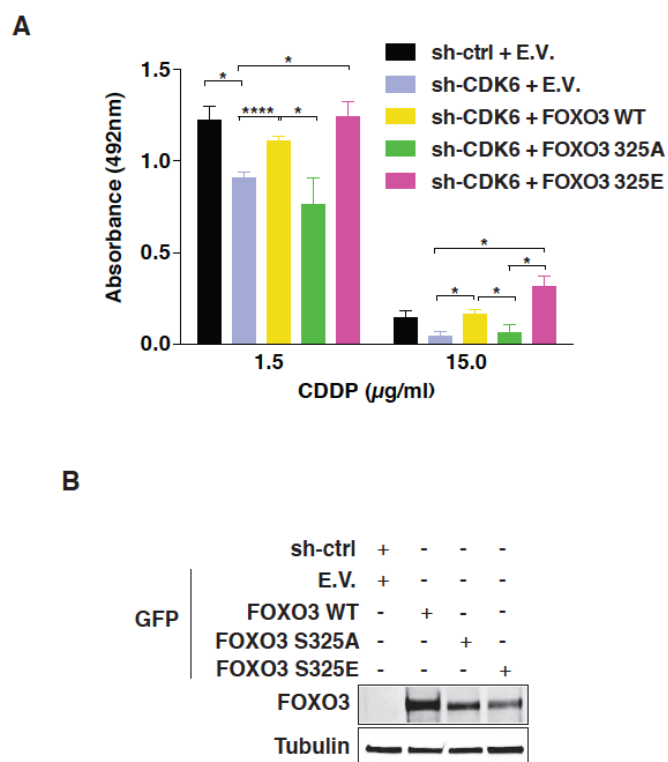 A
sh-ctrl + E.V.
sh-CDK6 + E.V.
sh-CDK6 + FOXO3 WT
sh-CDK6 + FOXO3 325A
sh-CDK6 + FOXO3 325E
Absorbance (492nm)
1.5
1.0
0.5
0.0
* * **** *
* * * *
1.5 15.0
CDDP (µg/ml)
B
sh-ctrl + - - -
E.V. + - - -
GFP
FOXO3 WT - + - -
FOXO3 S325A - - + -
FOXO3 S325E - - - +
FOXO3
Tubulin